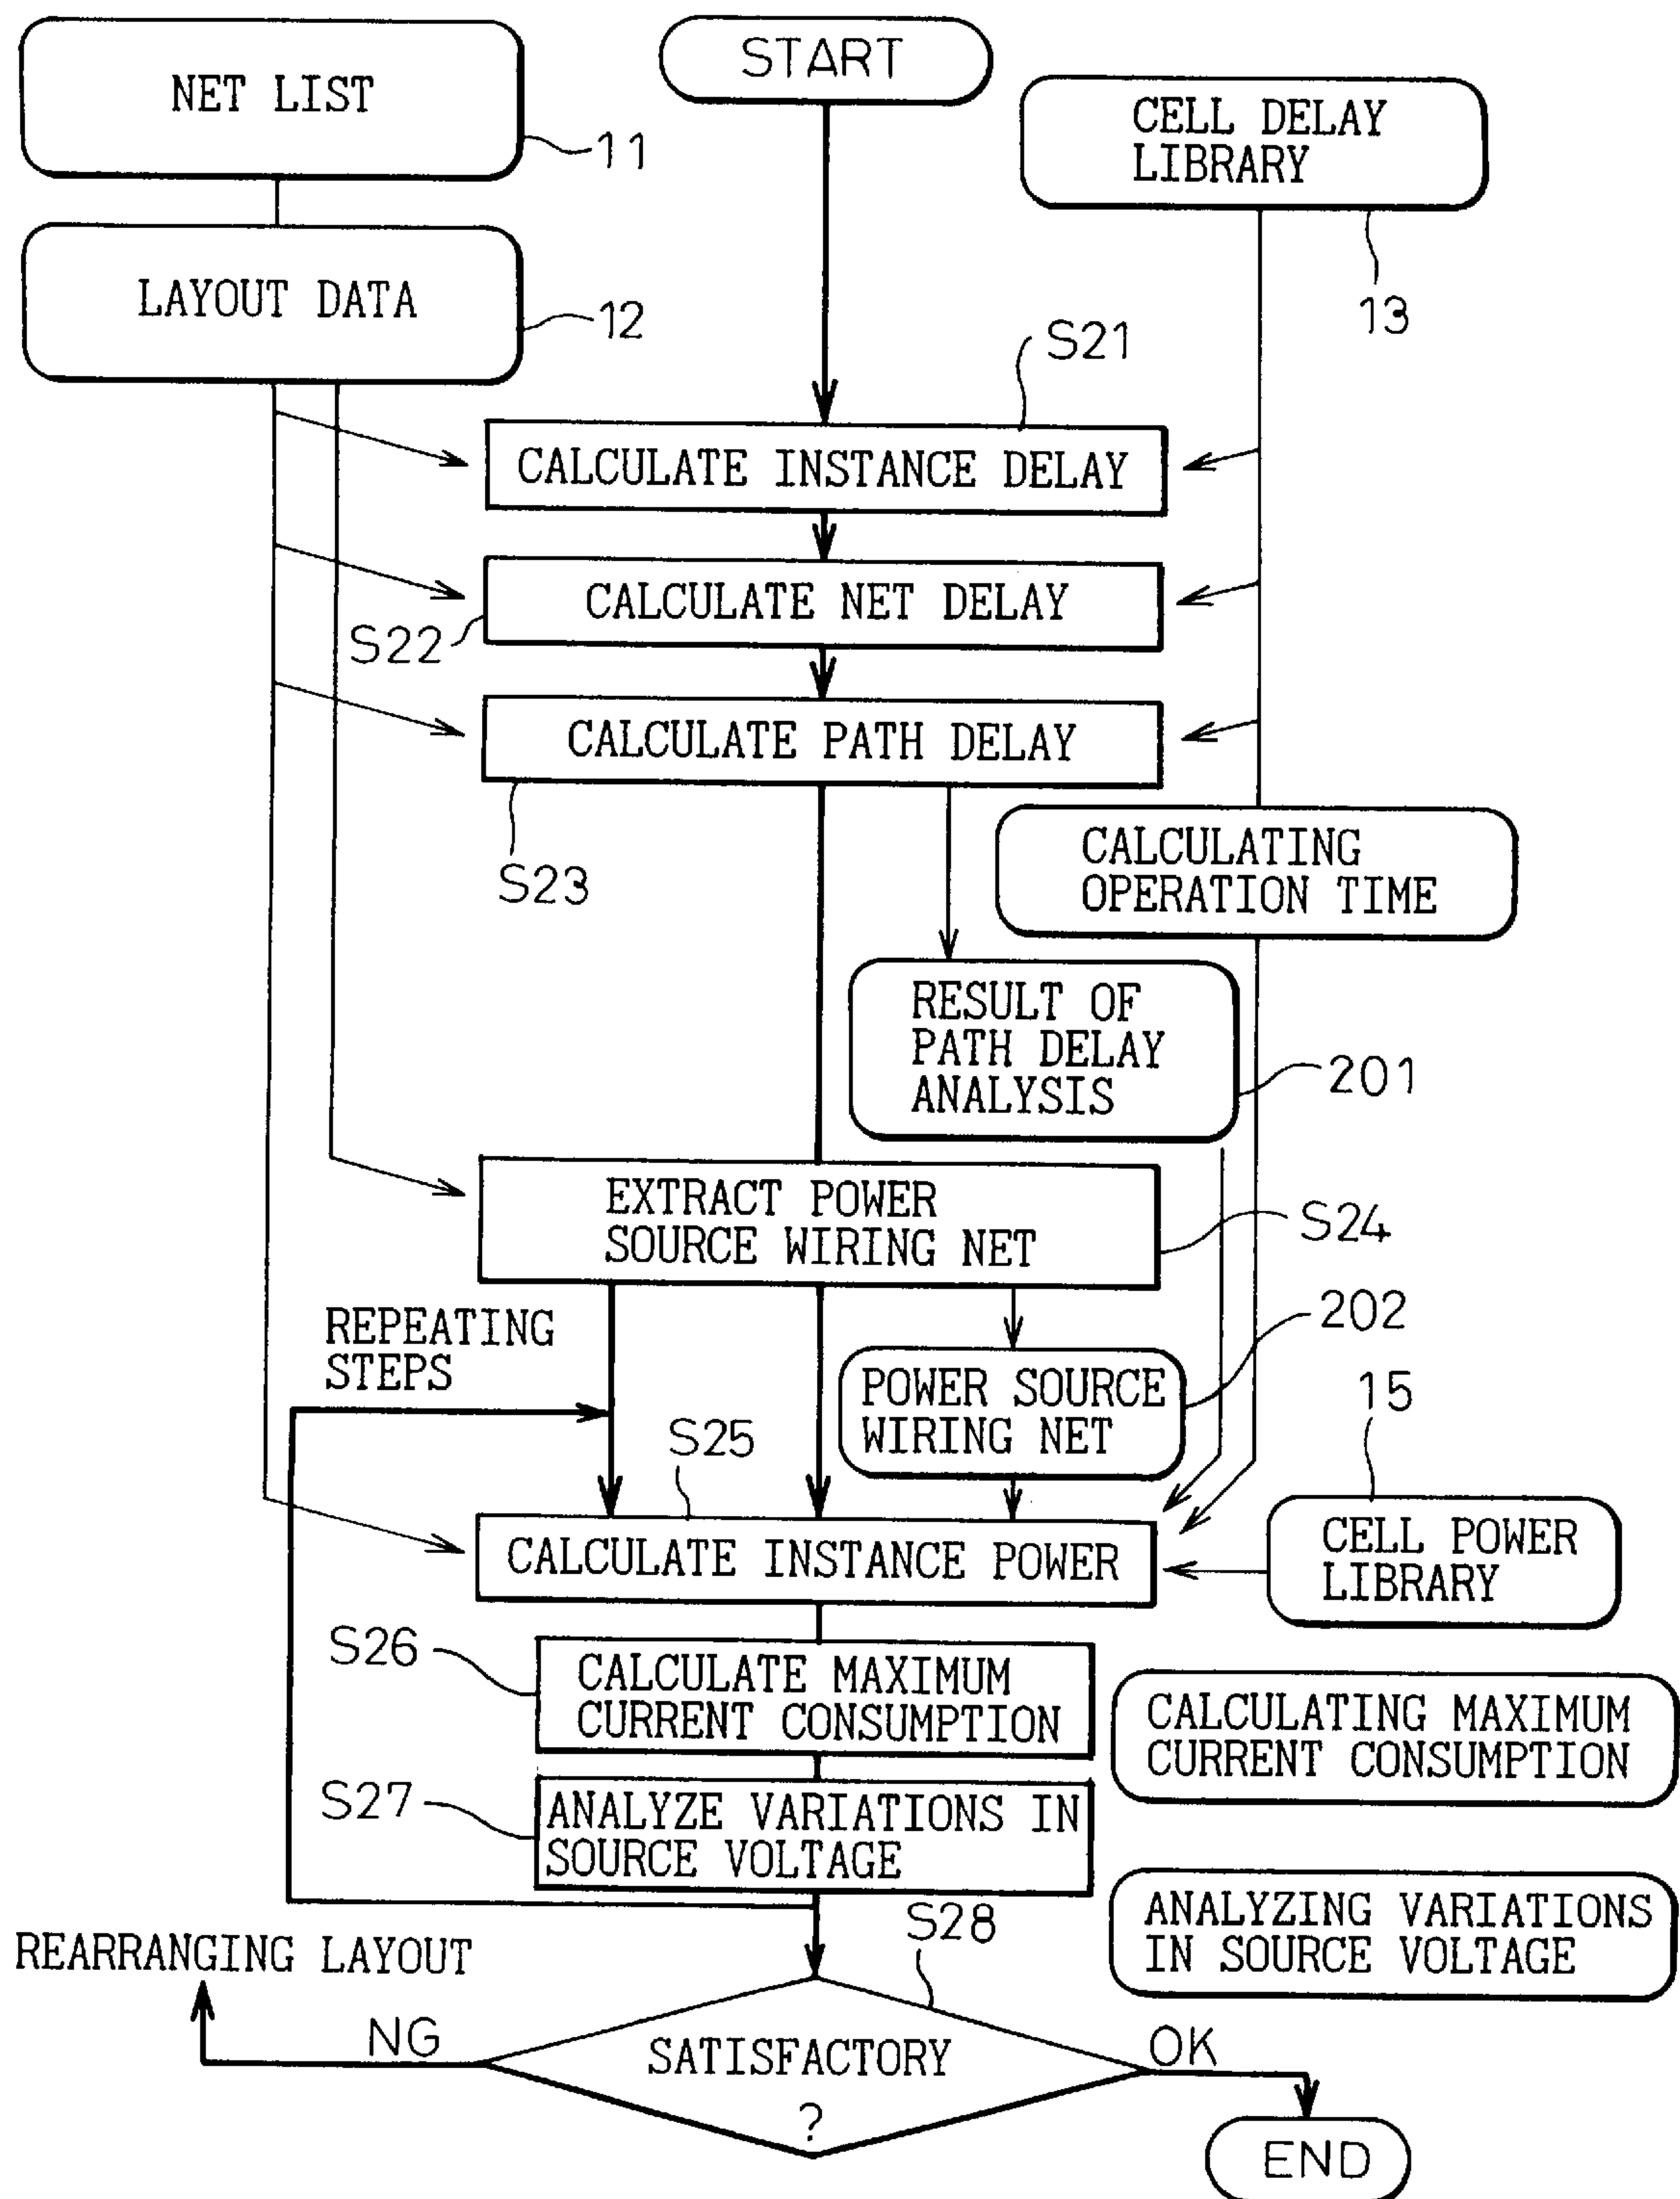 NET LIST
11
START
CELL DELAY
LIBRARY
13
LAYOUT DATA
12
S21
CALCULATE INSTANCE DELAY
CALCULATE NET DELAY
S22
CALCULATE PATH DELAY
S23
CALCULATING
OPERATION TIME
RESULT OF
PATH DELAY
ANALYSIS
201
EXTRACT POWER
SOURCE WIRING NET
S24
REPEATING
STEPS
202
POWER SOURCE
WIRING NET
15
S25
CALCULATE INSTANCE POWER
CELL POWER
LIBRARY
S26
CALCULATE MAXIMUM
CURRENT CONSUMPTION
CALCULATING MAXIMUM
CURRENT CONSUMPTION
S27
ANALYZE VARIATIONS IN
SOURCE VOLTAGE
ANALYZING VARIATIONS
IN SOURCE VOLTAGE
S28
REARRANGING LAYOUT
NG
SATISFACTORY
?
OK
END